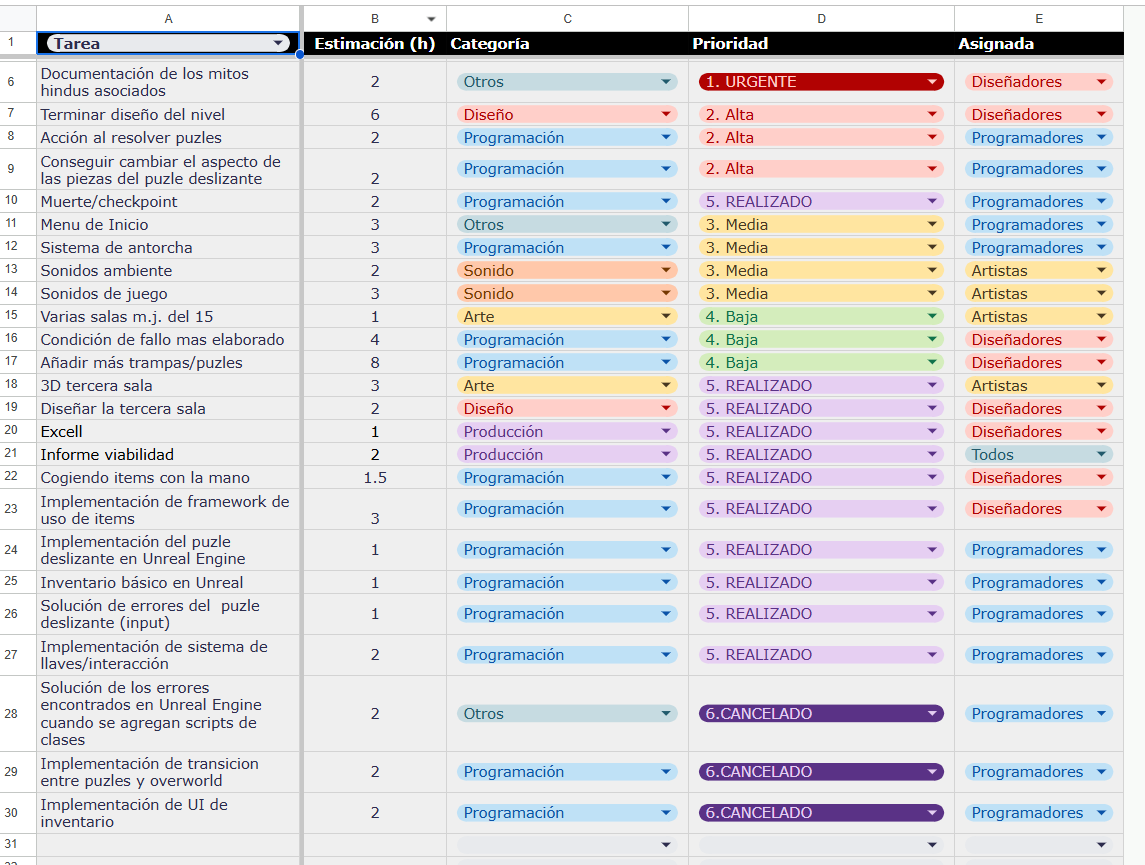 A B C D E
1 Tarea Estimación (h) Categoría Prioridad Asignada
6 Documentación de los mitos
hindus asociados 2 Otros 1. URGENTE Diseñadores
7 Terminar diseño del nivel 6 Diseño 2. Alta Diseñadores
8 Acción al resolver puzles 2 Programación 2. Alta Programadores
9 Conseguir cambiar el aspecto de
las piezas del puzle deslizante 2 Programación 2. Alta Programadores
10 Muerte/checkpoint 2 Programación 5. REALIZADO Programadores
11 Menu de Inicio 3 Otros 3. Media Programadores
12 Sistema de antorcha 3 Programación 3. Media Programadores
13 Sonidos ambiente 2 Sonido 3. Media Artistas
14 Sonidos de juego 3 Sonido 3. Media Artistas
15 Varias salas m.j. del 15 1 Arte 4. Baja Artistas
16 Condición de fallo mas elaborado 4 Programación 4. Baja Diseñadores
17 Añadir más trampas/puzles 8 Programación 4. Baja Diseñadores
18 3D tercera sala 3 Arte 5. REALIZADO Artistas
19 Diseñar la tercera sala 2 Diseño 5. REALIZADO Diseñadores
20 Excell 1 Producción 5. REALIZADO Diseñadores
21 Informe viabilidad 2 Producción 5. REALIZADO Todos
22 Cogiendo items con la mano 1.5 Programación 5. REALIZADO Diseñadores
23 Implementación de framework de
uso de items 3 Programación 5. REALIZADO Diseñadores
24 Implementación del puzle
deslizante en Unreal Engine 1 Programación 5. REALIZADO Programadores
25 Inventario básico en Unreal 1 Programación 5. REALIZADO Programadores
26 Solución de errores del puzle
deslizante (input) 1 Programación 5. REALIZADO Programadores
27 Implementación de sistema de
llaves/interacción 2 Programación 5. REALIZADO Programadores
28 Solución de los errores
encontrados en Unreal Engine
cuando se agregan scripts de
clases 2 Otros 6.CANCELADO Programadores
29 Implementación de transicion
entre puzles y overworld 2 Programación 6.CANCELADO Programadores
30 Implementación de UI de
inventario 2 Programación 6.CANCELADO Programadores
31